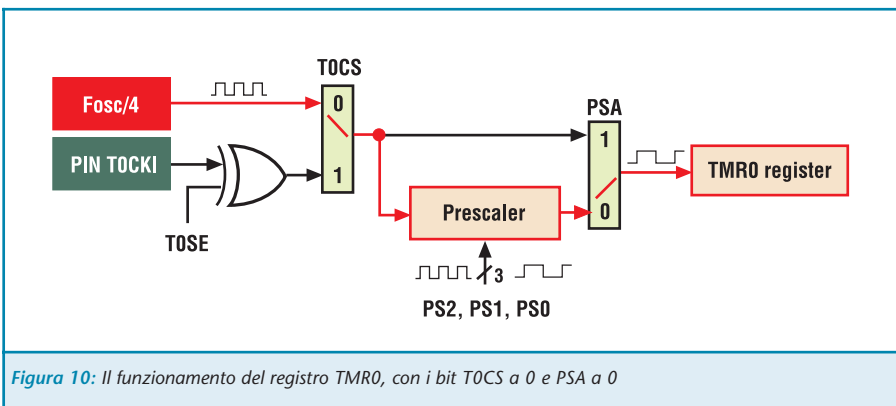 T0CS
Fosc/4
0
PSA
PIN T0CKI
1
1
TMR0 register
T0SE
Prescaler
0
3
PS2, PS1, PS0
Figura 10: Il funzionamento del registro TMR0, con i bit T0CS a 0 e PSA a 0